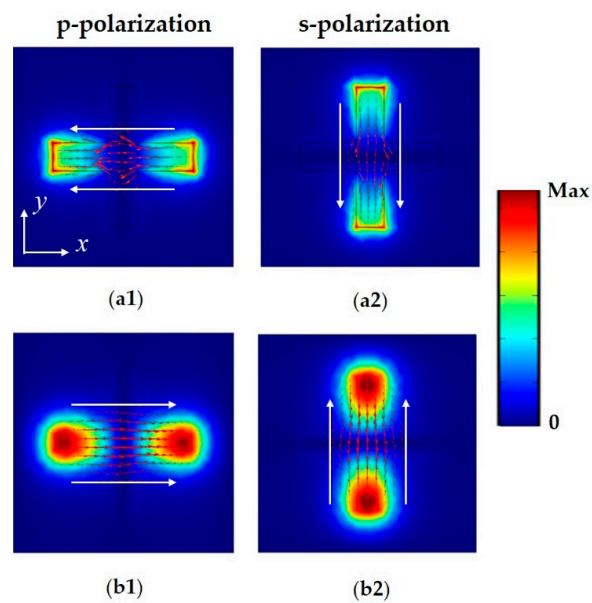 p-polarization
s-polarization
y
x
(a1)
(a2)
Max
0
(b1)
(b2)